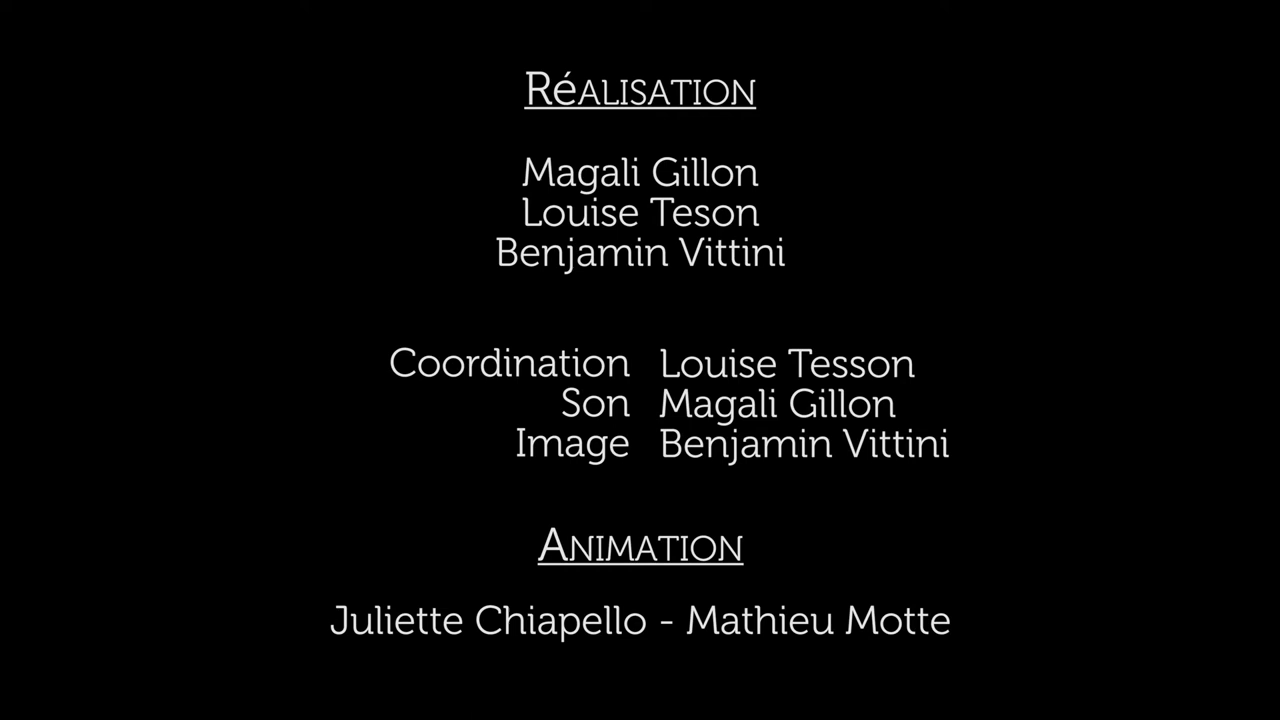 RéALISATION
Magali Gillon
Louise Teson
Benjamin Vittini
Coordination Louise Tesson
Son Magali Gillon
Image Benjamin Vittini
ANIMATION
Juliette Chiapello - Mathieu Motte